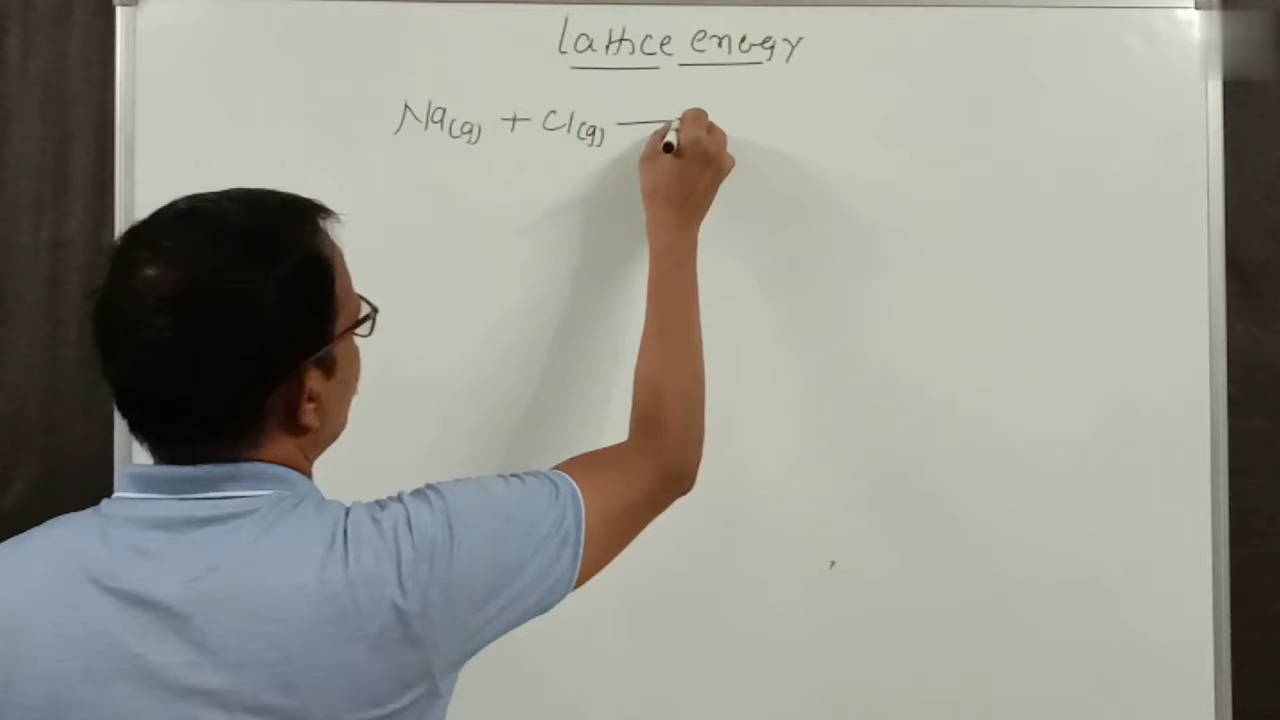 Lattice energy
Na(g) + Cl(g) —